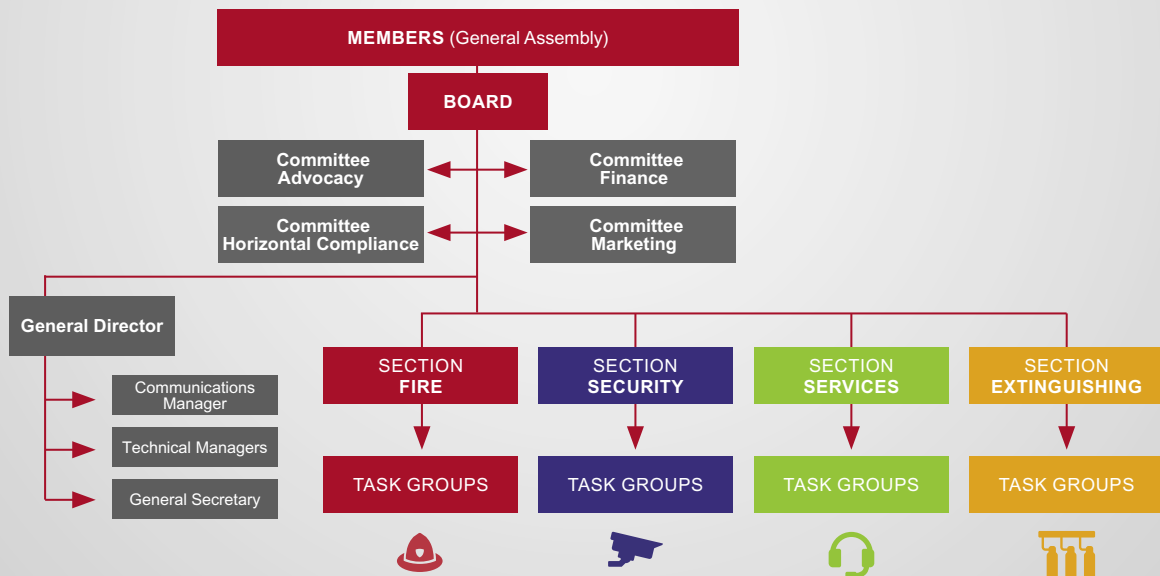 MEMBERS (General Assembly)
BOARD
Committee
Advocacy
Committee
Finance
Committee
Horizontal Compliance
Committee
Marketing
General Director
Communications
Manager
Technical Managers
General Secretary
SECTION
FIRE
SECTION
SECURITY
SECTION
SERVICES
SECTION
EXTINGUISHING
TASK GROUPS
TASK GROUPS
TASK GROUPS
TASK GROUPS